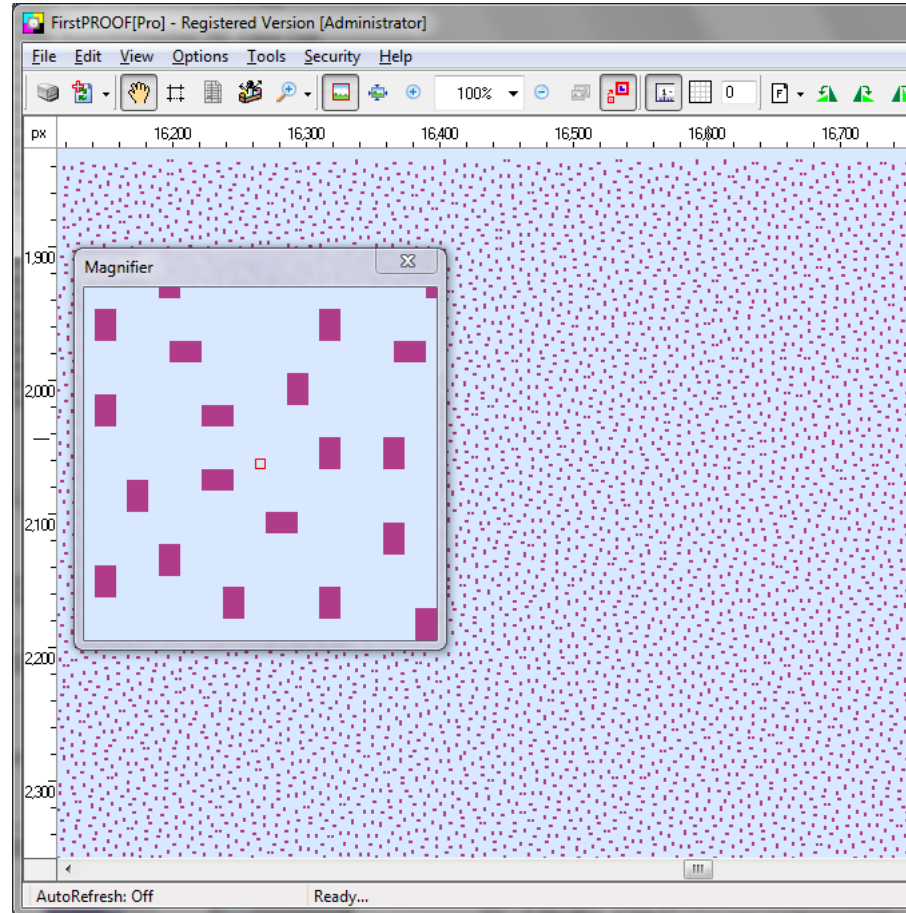 FirstPROOF[Pro] - Registered Version [Administrator]
File Edit View Options Tools Security Help
100% 1 0 F
px 16,200 16,300 16,400 16,500 16,600 16,700
1,900
Magnifier
2,000
2,100
2,200
2,300
AutoRefresh: Off Ready...